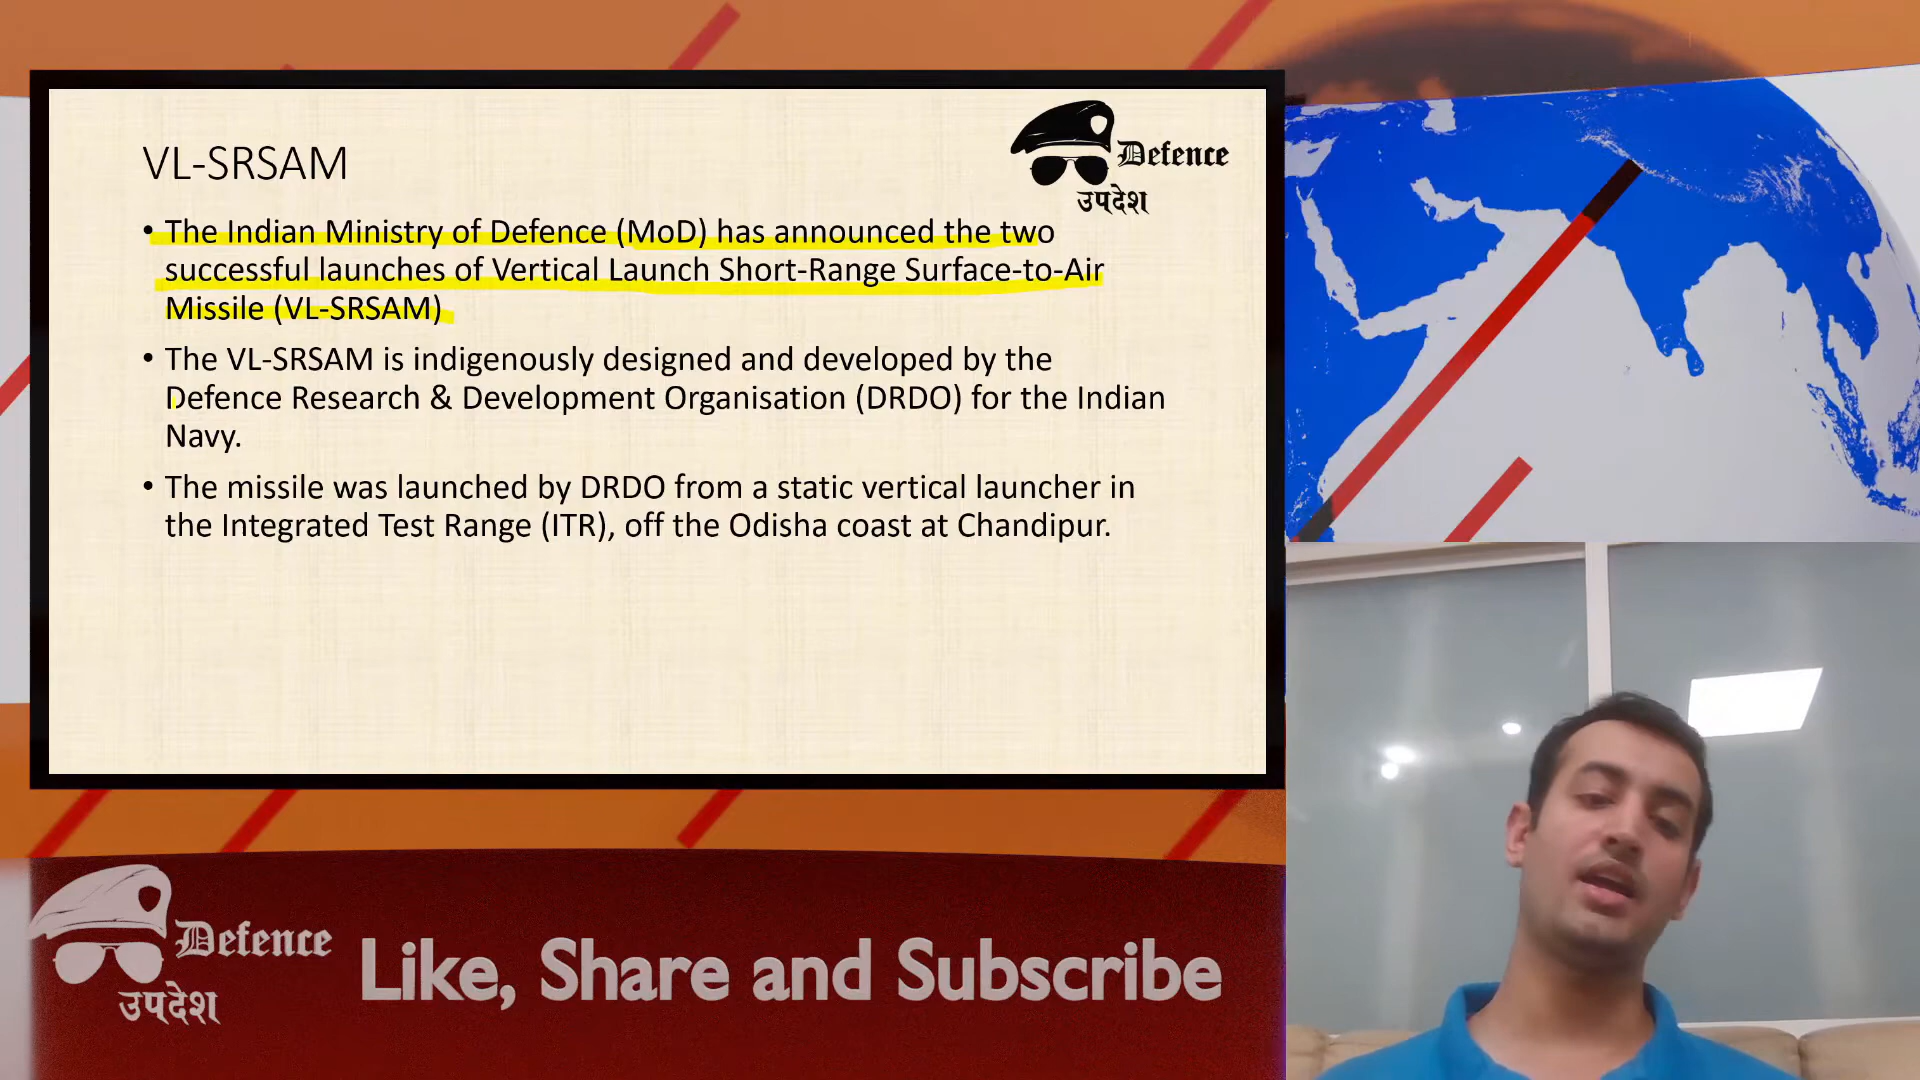 VL-SRSAM
Defence
उपदेश
• The Indian Ministry of Defence (MoD) has announced the two
successful launches of Vertical Launch Short-Range Surface-to-Air
Missile (VL-SRSAM)
• The VL-SRSAM is indigenously designed and developed by the
Defence Research & Development Organisation (DRDO) for the Indian
Navy.
• The missile was launched by DRDO from a static vertical launcher in
the Integrated Test Range (ITR), off the Odisha coast at Chandipur.
Defence
उपदेश
Like, Share and Subscribe